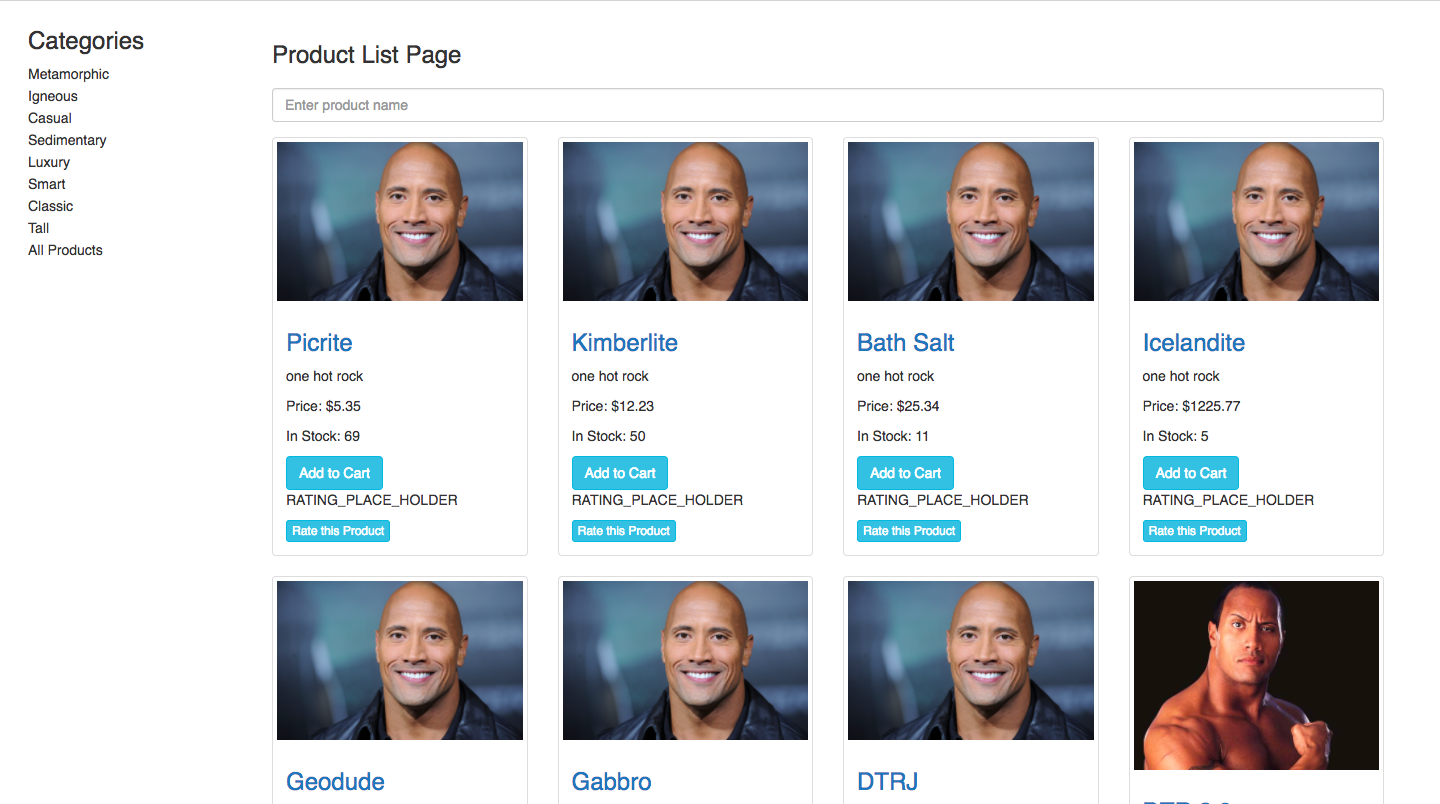 Categories
Metamorphic
Igneous
Casual
Sedimentary
Luxury
Smart
Classic
Tall
All Products
Product List Page
Enter product name
Picrite
one hot rock
Price: $5.35
In Stock: 69
Add to Cart
RATING_PLACE_HOLDER
Rate this Product
Kimberlite
one hot rock
Price: $12.23
In Stock: 50
Add to Cart
RATING_PLACE_HOLDER
Rate this Product
Bath Salt
one hot rock
Price: $25.34
In Stock: 11
Add to Cart
RATING_PLACE_HOLDER
Rate this Product
Icelandite
one hot rock
Price: $1225.77
In Stock: 5
Add to Cart
RATING_PLACE_HOLDER
Rate this Product
Geodude
Gabbro
DTRJ